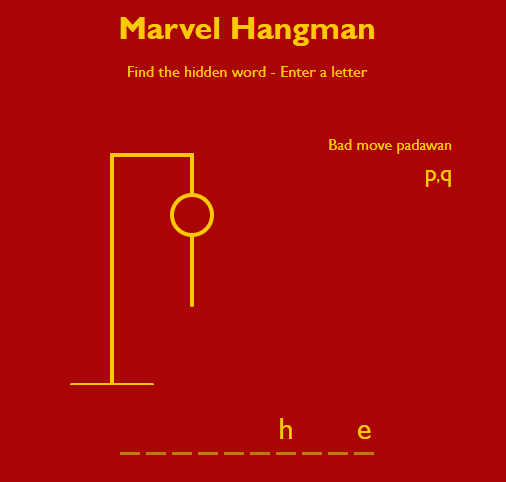 Marvel Hangman
Find the hidden word - Enter a letter
Bad move padawan
p,q
h e